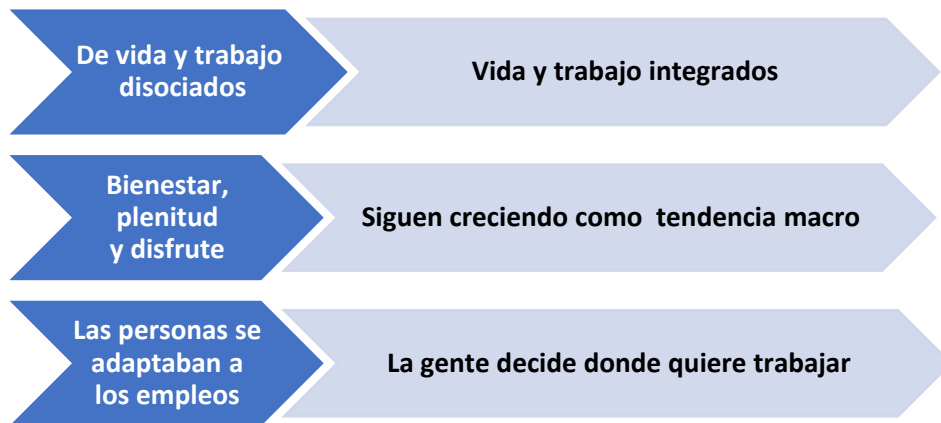 De vida y trabajo
disociados
Vida y trabajo integrados
Bienestar,
plenitud
y disfrute
Siguen creciendo como  tendencia macro
Las personas se
adaptaban a
los empleos
La gente decide donde quiere trabajar